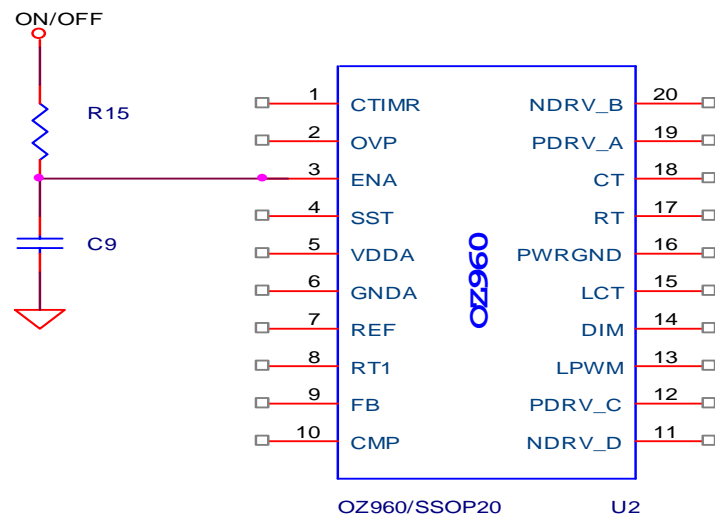 ON/OFF
R15
C9
1 CTIMR NDRV_B 20
2 OVP PDRV_A 19
3 ENA CT 18
4 SST RT 17
5 VDDA PWRGND 16
6 GNDA LCT 15
7 REF DIM 14
8 RT1 LPWM 13
9 FB PDRV_C 12
10 CMP NDRV_D 11
OZ960
OZ960/SSOP20 U2